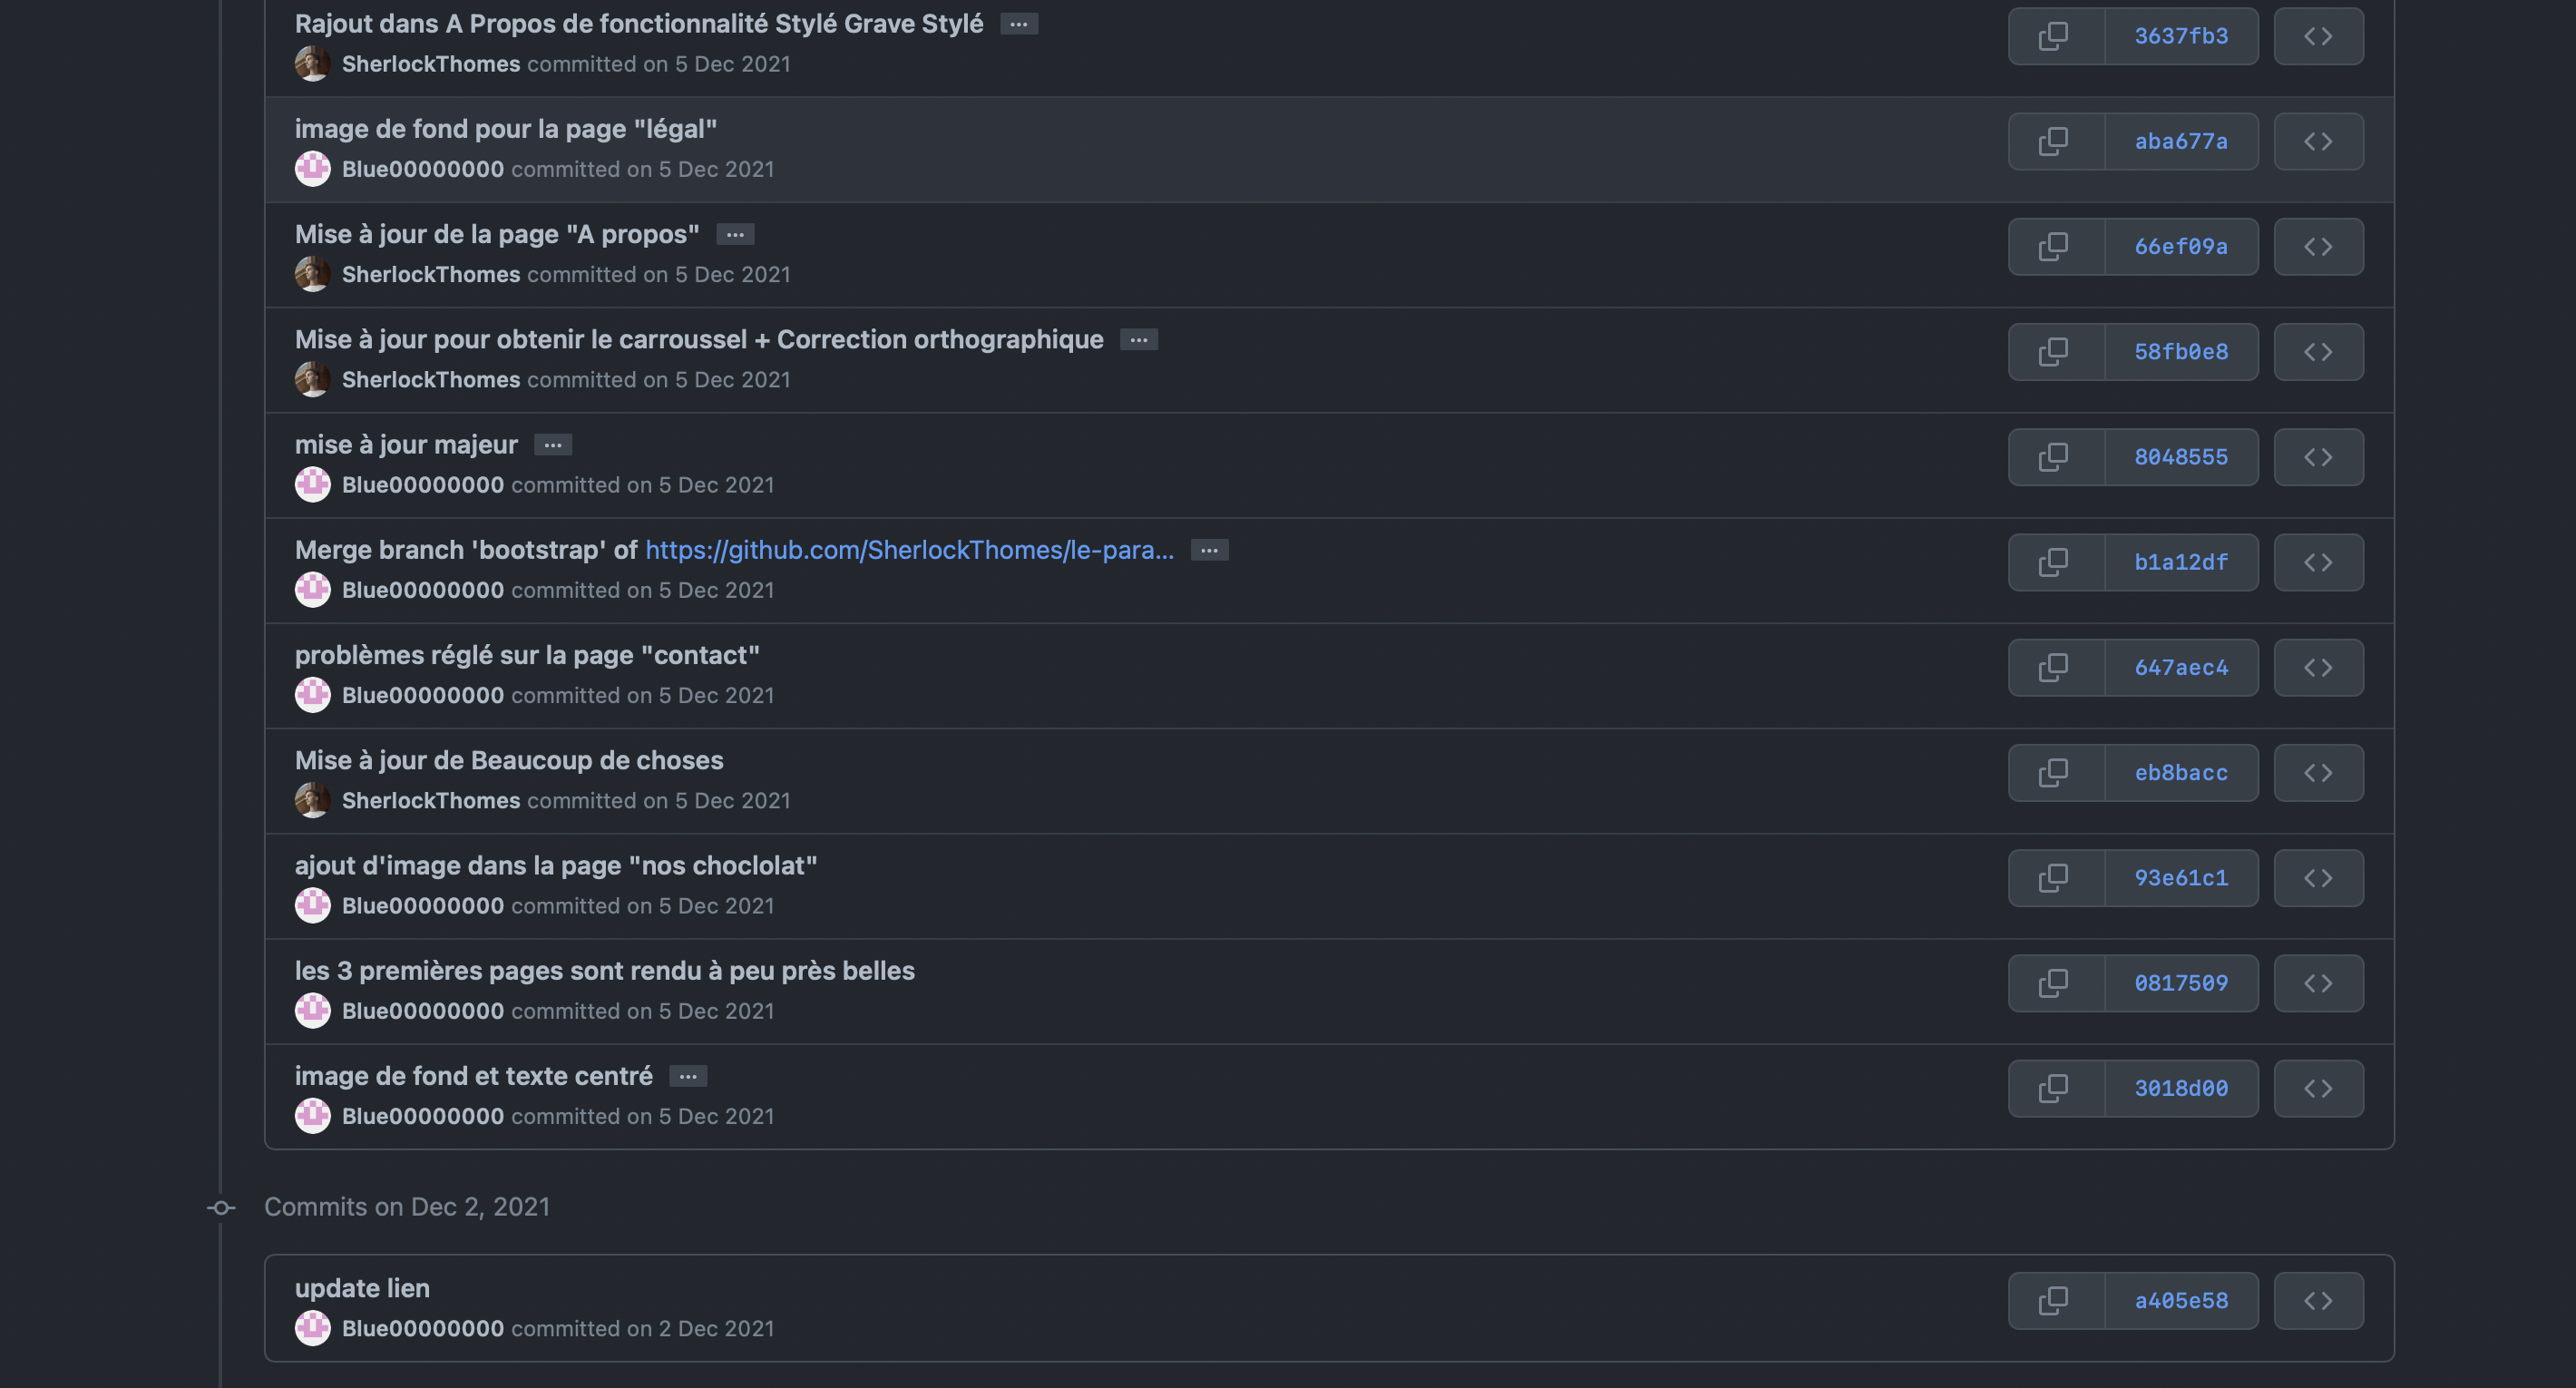 Rajout dans A Propos de fonctionnalité Stylé Grave Stylé ...
SherlockThomes committed on 5 Dec 2021
3637fb3
image de fond pour la page "légal"
Blue00000000 committed on 5 Dec 2021
aba677a
Mise à jour de la page "A propos" ...
SherlockThomes committed on 5 Dec 2021
66ef09a
Mise à jour pour obtenir le carroussel + Correction orthographique ...
SherlockThomes committed on 5 Dec 2021
58fb0e8
mise à jour majeur ...
Blue00000000 committed on 5 Dec 2021
8048555
Merge branch 'bootstrap' of https://github.com/SherlockThomes/le-para... ...
Blue00000000 committed on 5 Dec 2021
b1a12df
problèmes réglé sur la page "contact"
Blue00000000 committed on 5 Dec 2021
647aec4
Mise à jour de Beaucoup de choses
SherlockThomes committed on 5 Dec 2021
eb8bacc
ajout d'image dans la page "nos choclolat"
Blue00000000 committed on 5 Dec 2021
93e61c1
les 3 premières pages sont rendu à peu près belles
Blue00000000 committed on 5 Dec 2021
0817509
image de fond et texte centré ...
Blue00000000 committed on 5 Dec 2021
3018d00
Commits on Dec 2, 2021
update lien
Blue00000000 committed on 2 Dec 2021
a405e58